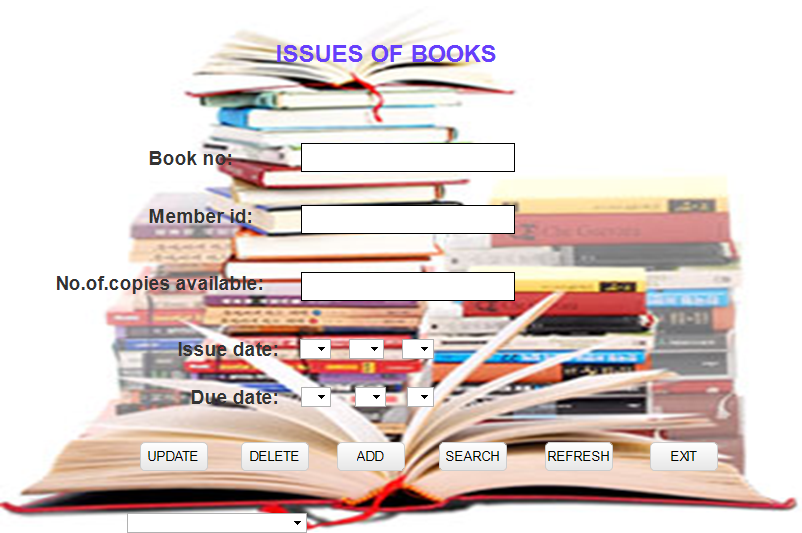 ISSUES OF BOOKS
Book no:
Member id:
No.of.copies available:
Issue date:
Due date:
UPDATE DELETE ADD SEARCH REFRESH EXIT